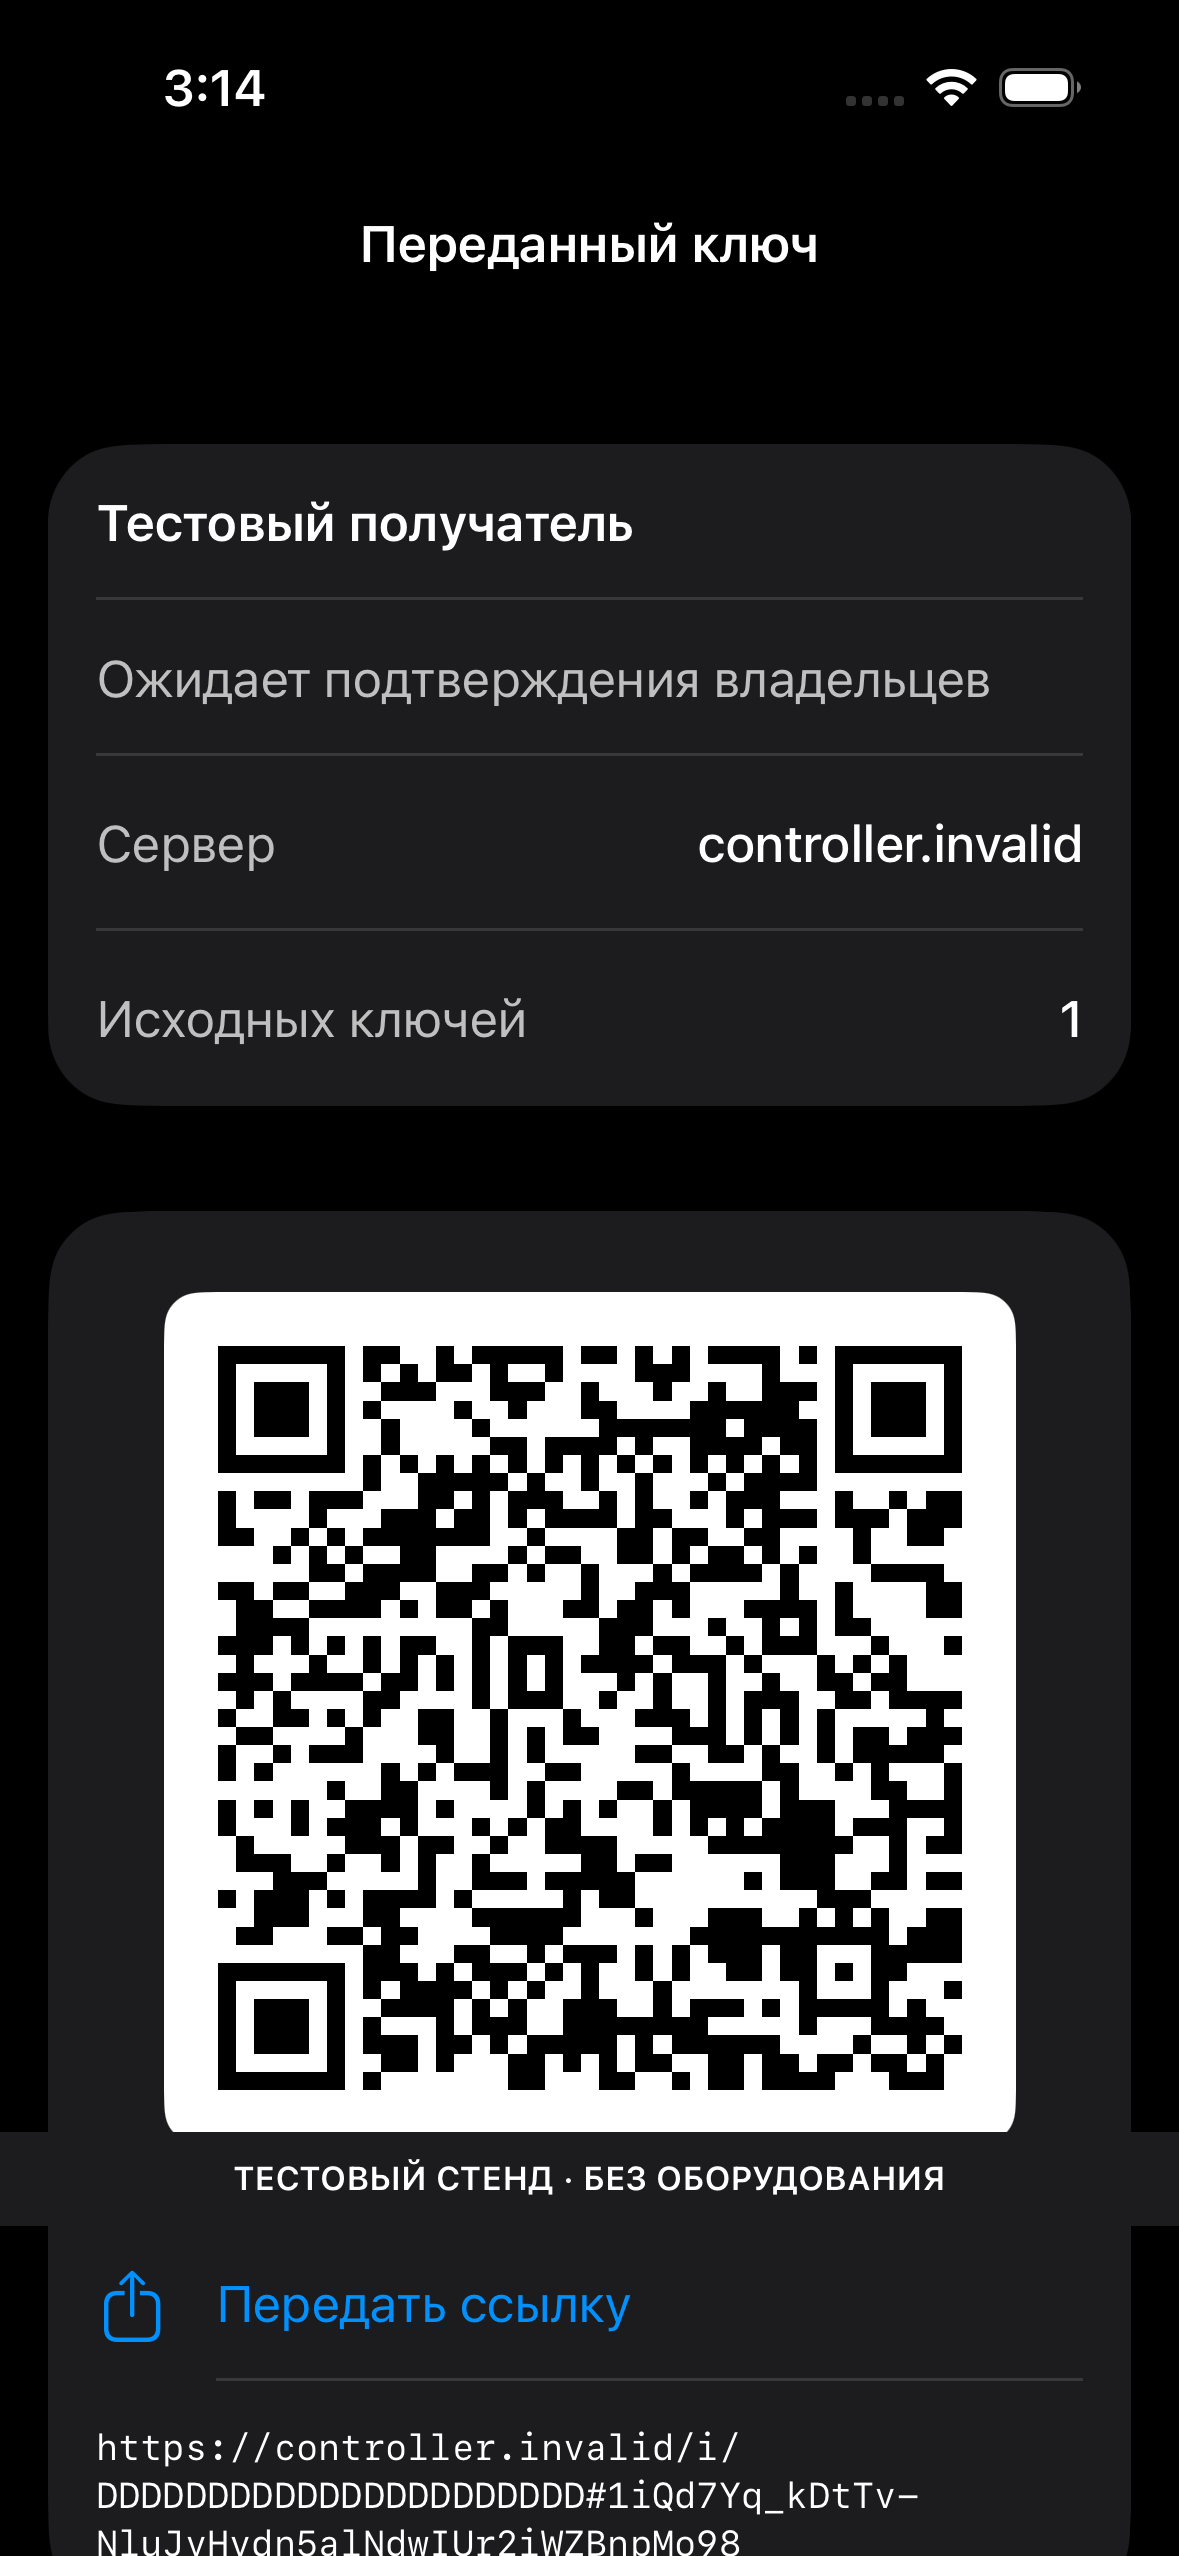 3:14
Переданный ключ
Тестовый получатель
Ожидает подтверждения владельцев
Сервер controller.invalid
Исходных ключей 1
ТЕСТОВЫЙ СТЕНД · БЕЗ ОБОРУДОВАНИЯ
Передать ссылку
https://controller.invalid/i/
DDDDDDDDDDDDDDDDDDDDDD#1iQd7Yq_kDtTv-
NluJvHvdn5alNdwIUr2iWZBnpMo98